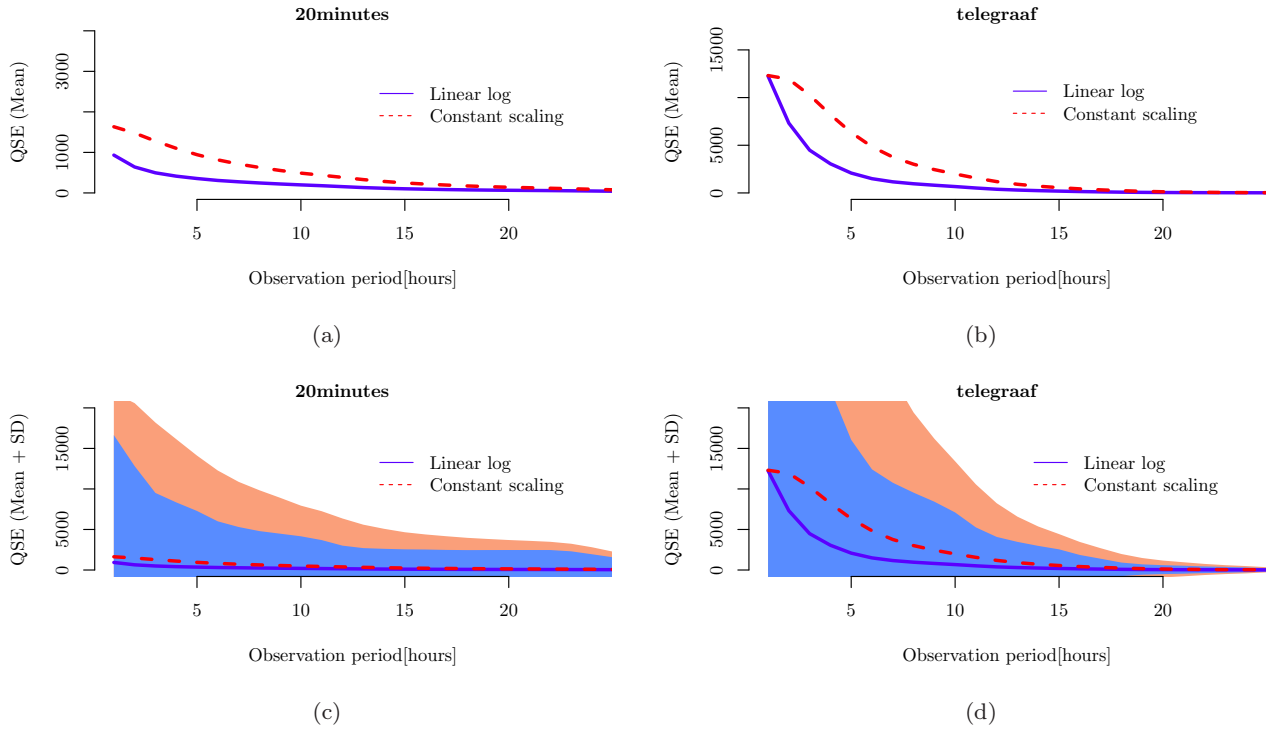 20minutes
QSE (Mean)
0 1000 3000
Linear log
Constant scaling
5 10 15 20
Observation period[hours]
(a)
telegraaf
QSE (Mean)
0 5000 15000
Linear log
Constant scaling
5 10 15 20
Observation period[hours]
(b)
20minutes
QSE (Mean + SD)
0 5000 15000
Linear log
Constant scaling
5 10 15 20
Observation period[hours]
(c)
telegraaf
QSE (Mean + SD)
0 5000 15000
Linear log
Constant scaling
5 10 15 20
Observation period[hours]
(d)